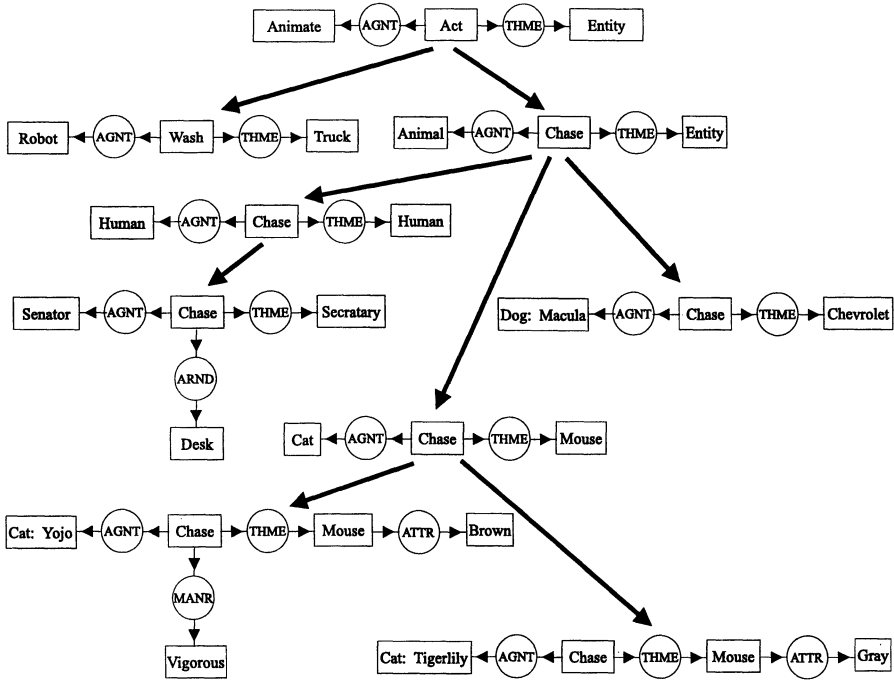 Animate AGNT Act THME Entity
Robot AGNT Wash THME Truck
Animal AGNT Chase THME Entity
Human AGNT Chase THME Human
Senator AGNT Chase THME Secratary
ARND
Desk
Dog: Macula AGNT Chase THME Chevrolet
Cat AGNT Chase THME Mouse
Cat: Yojo AGNT Chase THME Mouse ATTR Brown
MANR
Vigorous
Cat: Tigerlily AGNT Chase THME Mouse ATTR Gray